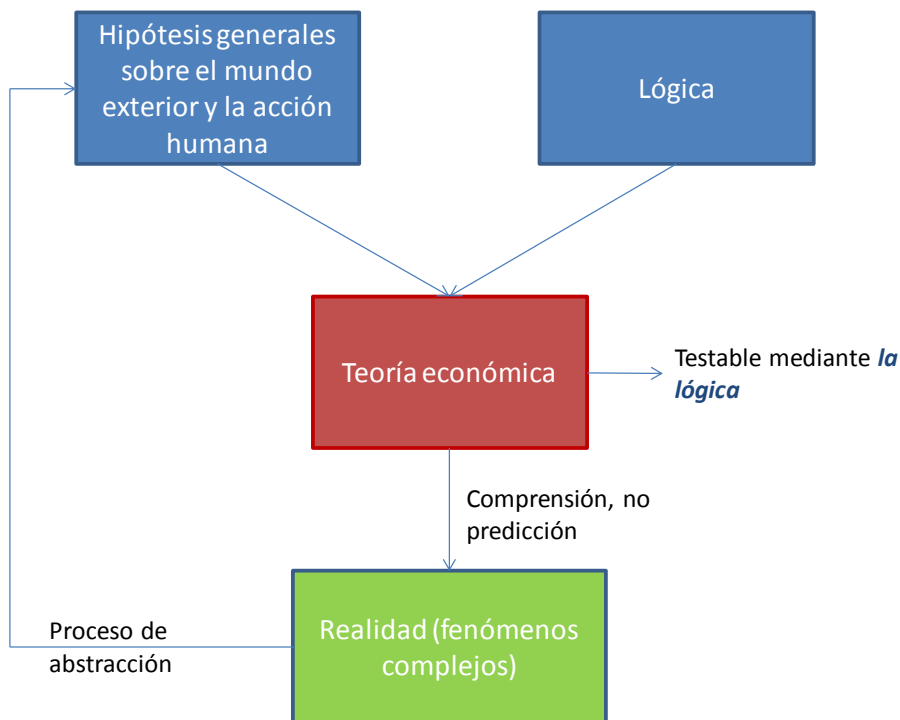 Hipótesis generales
sobre el mundo
exterior y la acción
humana
Lógica
Teoría económica
Testable mediante la
lógica
Comprensión, no
predicción
Proceso de
abstracción
Realidad (fenómenos
complejos)